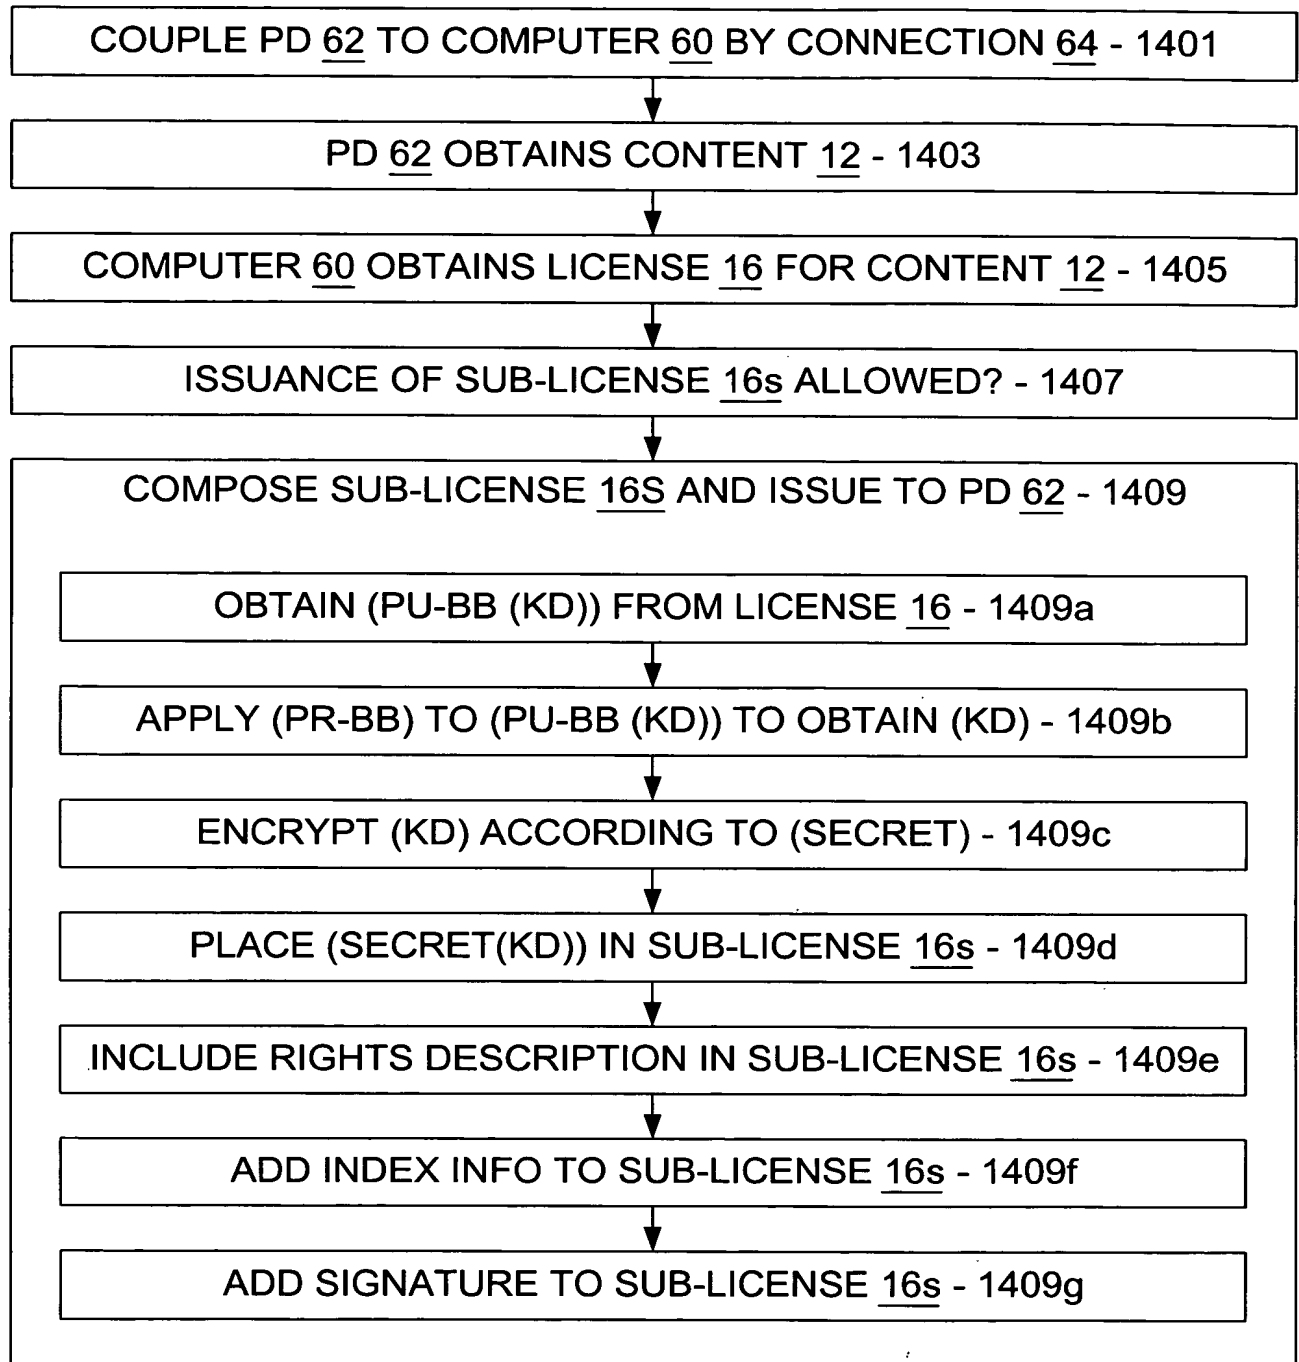 COUPLE PD 62 TO COMPUTER 60 BY CONNECTION 64 - 1401
PD 62 OBTAINS CONTENT 12 - 1403
COMPUTER 60 OBTAINS LICENSE 16 FOR CONTENT 12 - 1405
ISSUANCE OF SUB-LICENSE 16s ALLOWED? - 1407
COMPOSE SUB-LICENSE 16S AND ISSUE TO PD 62 - 1409
OBTAIN (PU-BB (KD)) FROM LICENSE 16 - 1409a
APPLY (PR-BB) TO (PU-BB (KD)) TO OBTAIN (KD) - 1409b
ENCRYPT (KD) ACCORDING TO (SECRET) - 1409c
PLACE (SECRET(KD)) IN SUB-LICENSE 16s - 1409d
INCLUDE RIGHTS DESCRIPTION IN SUB-LICENSE 16s - 1409e
ADD INDEX INFO TO SUB-LICENSE 16s - 1409f
ADD SIGNATURE TO SUB-LICENSE 16s - 1409g